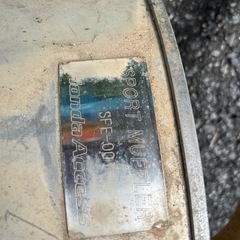 SPORT MUFFLER
SFE-00
Honda Access